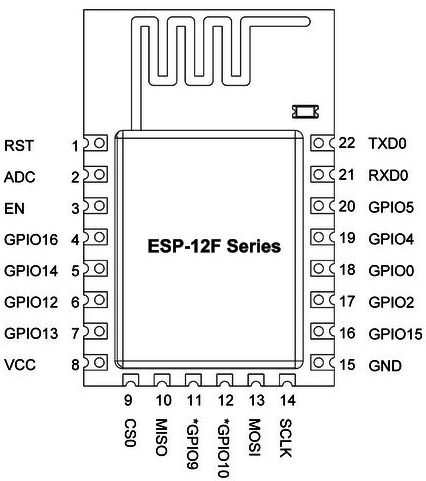 RST 1 22 TXD0
ADC 2 21 RXD0
EN 3 20 GPIO5
GPIO16 4 19 GPIO4
ESP-12F Series
GPIO14 5 18 GPIO0
GPIO12 6 17 GPIO2
GPIO13 7 16 GPIO15
VCC 8 15 GND
9 10 11 12 13 14
CS0 MISO *GPIO9 *GPIO10 MOSI SCLK